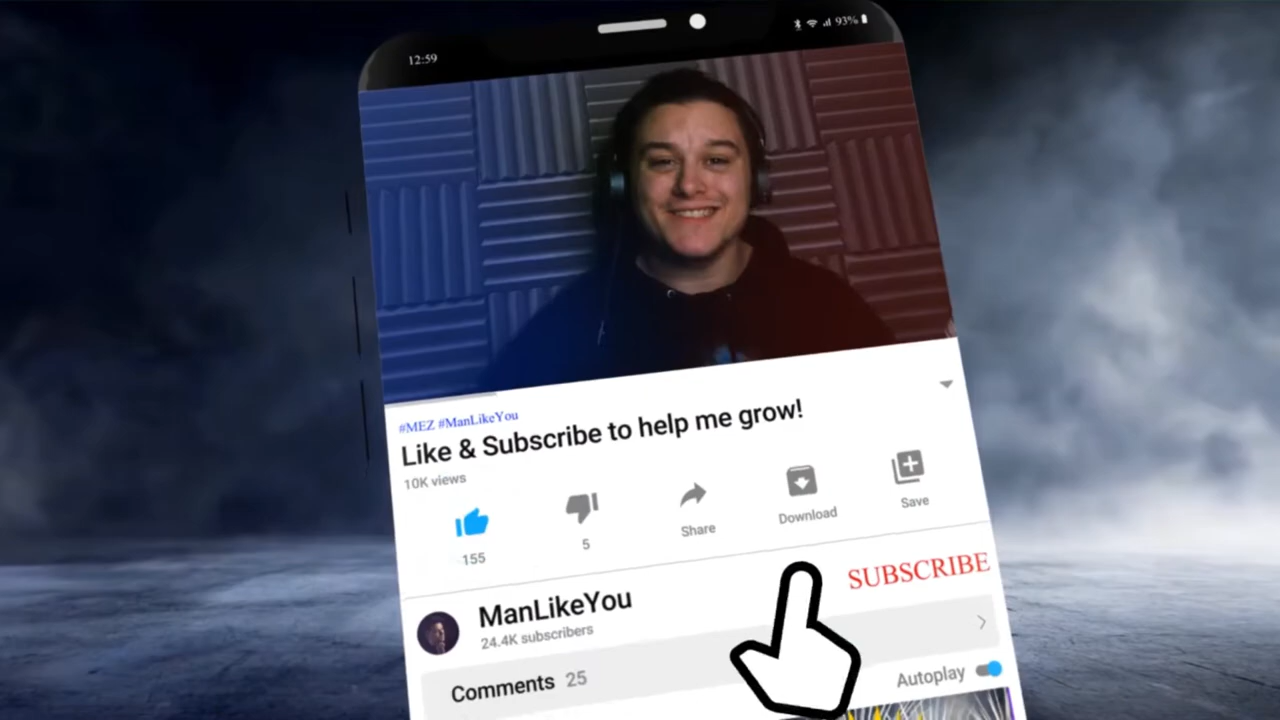 12:59
93%
#MEZ #ManLikeYou
Like & Subscribe to help me grow!
10K views
155
5
Share
Download
Save
ManLikeYou
24.4K subscribers
SUBSCRIBE
Comments 25
Autoplay